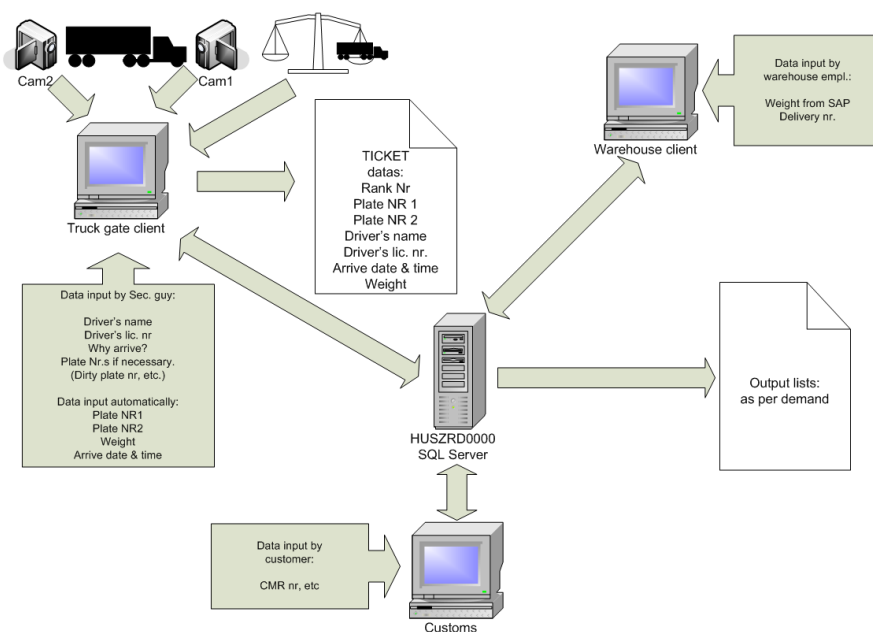 Cam2
Cam1
Truck gate client
TICKET
datas:
Rank Nr
Plate NR 1
Plate NR 2
Driver's name
Driver's lic. nr.
Arrive date & time
Weight
Warehouse client
Data input by
warehouse empl.:
Weight from SAP
Delivery nr.
Data input by Sec. guy:
Driver's name
Driver's lic. nr
Why arrive?
Plate Nr.s if necessary.
(Dirty plate nr, etc.)
Data input automatically:
Plate NR1
Plate NR2
Weight
Arrive date & time
HUSZRD0000
SQL Server
Output lists:
as per demand
Data input by
customer:
CMR nr, etc
Customs